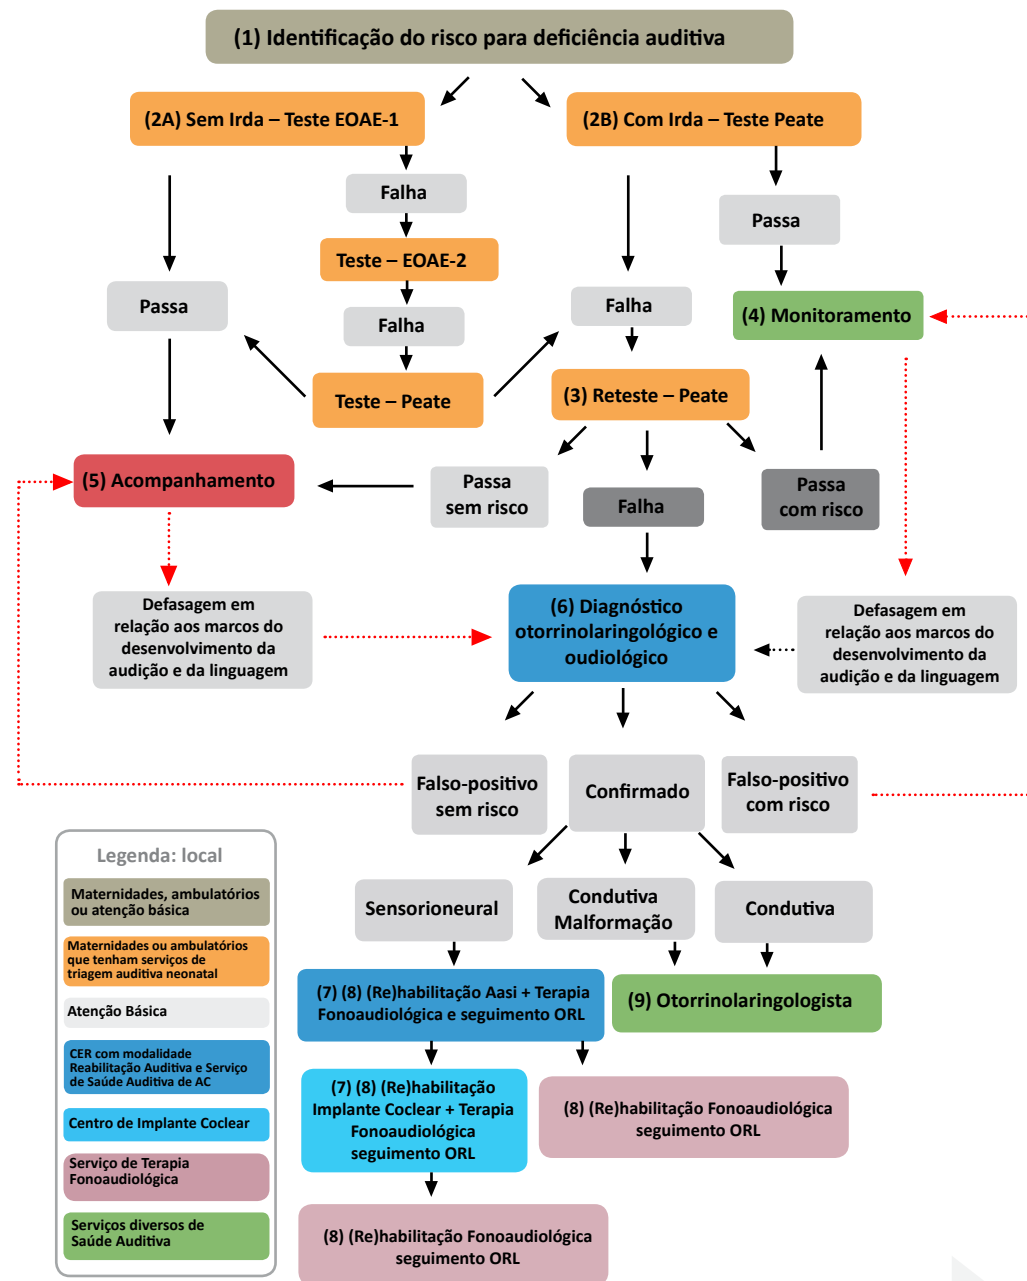 (1) Identificação do risco para deficiência auditiva
(2A) Sem Irda – Teste EOAE-1
(2B) Com Irda – Teste Peate
Falha
Passa
Teste – EOAE-2
Passa
Falha
Falha
(4) Monitoramento
Teste – Peate
(3) Reteste – Peate
(5) Acompanhamento
Passa
sem risco
Falha
Passa
com risco
Defasagem em
relação aos marcos do
desenvolvimento da
audição e da linguagem
(6) Diagnóstico
otorrinolaringológico e
oudiológico
Defasagem em
relação aos marcos do
desenvolvimento da
audição e da linguagem
Falso-positivo
sem risco
Confirmado
Falso-positivo
com risco
Sensorioneural
Condutiva
Malformação
Condutiva
(7) (8) (Re)habilitação Aasi + Terapia
Fonoaudiológica e seguimento ORL
(9) Otorrinolaringologista
(7) (8) (Re)habilitação
Implante Coclear + Terapia
Fonoaudiológica
seguimento ORL
(8) (Re)habilitação Fonoaudiológica
seguimento ORL
(8) (Re)habilitação Fonoaudiológica
seguimento ORL
Legenda: local
Maternidades, ambulatórios
ou atenção básica
Maternidades ou ambulatórios
que tenham serviços de
triagem auditiva neonatal
Atenção Básica
CER com modalidade
Reabilitação Auditiva e Serviço
de Saúde Auditiva de AC
Centro de Implante Coclear
Serviço de Terapia
Fonoaudiológica
Serviços diversos de
Saúde Auditiva